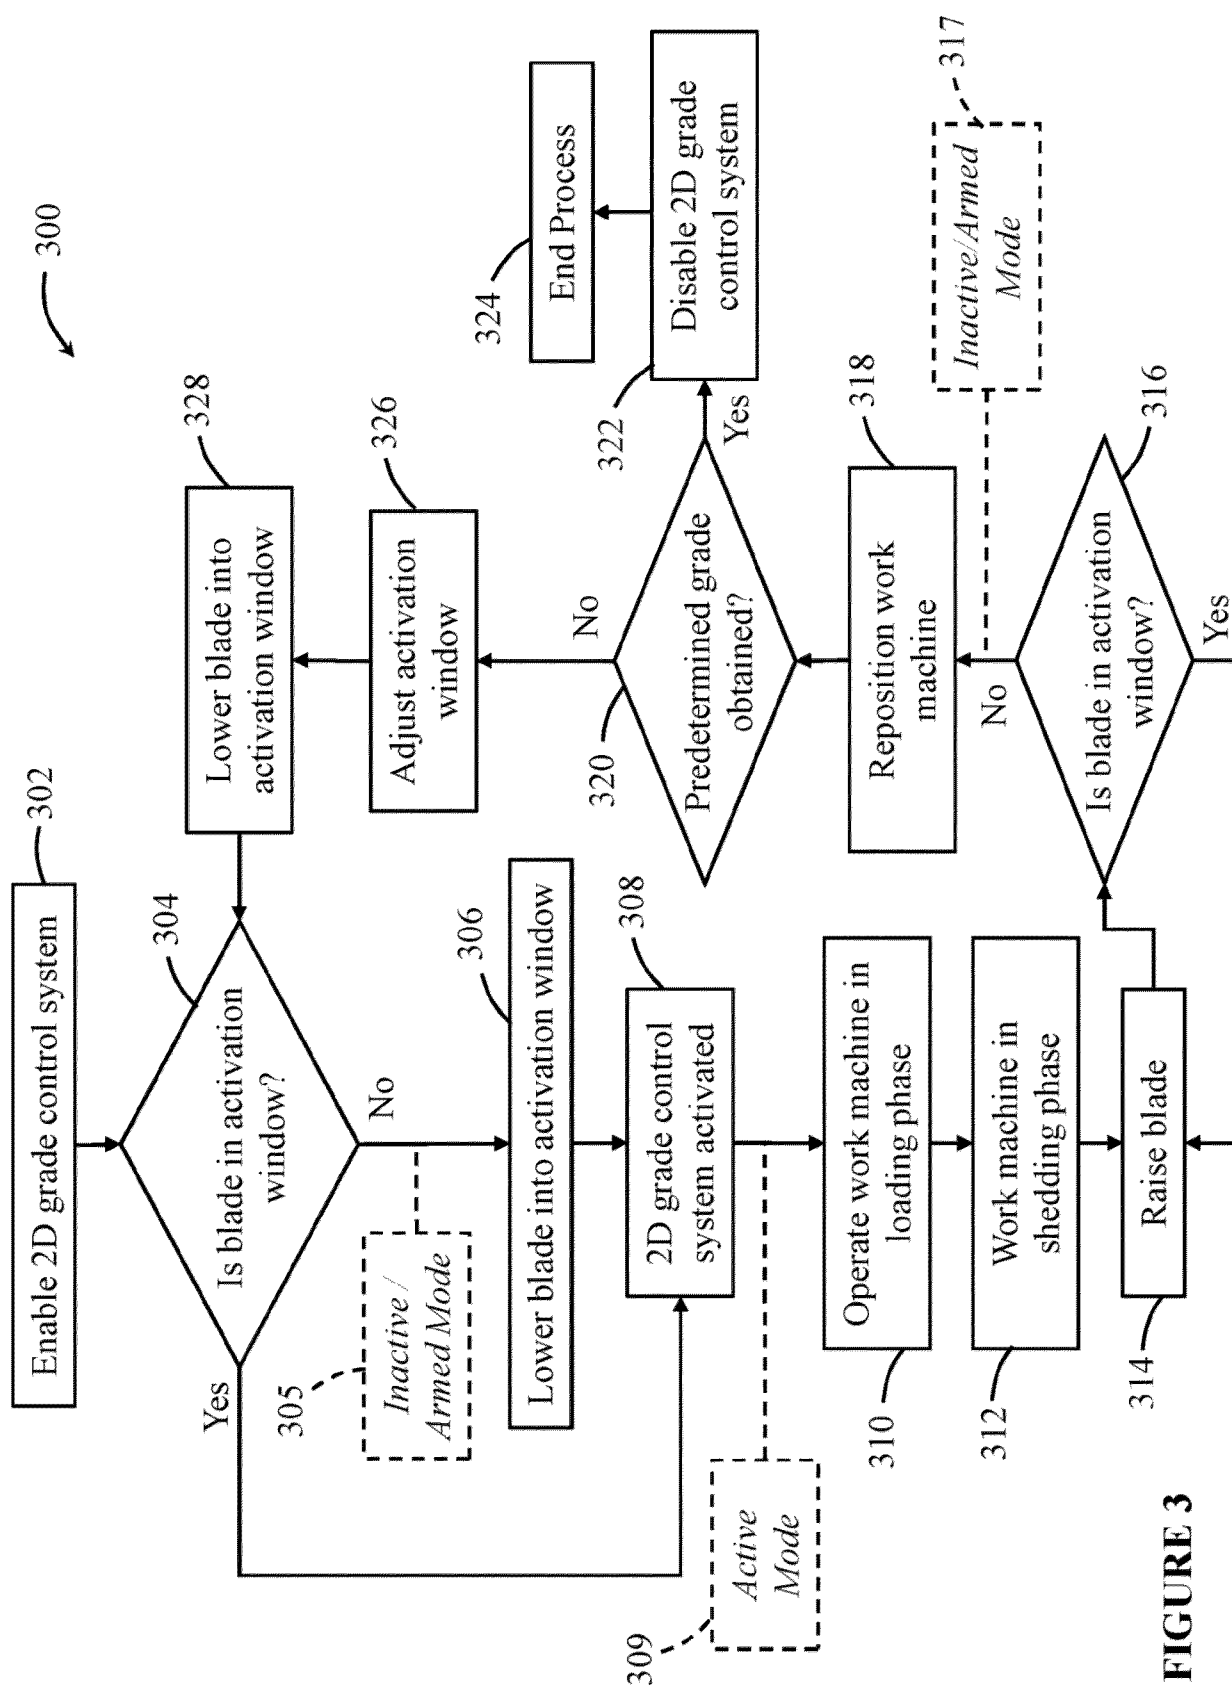 300
302
Enable 2D grade control system
304
Is blade in activation
window?
Yes
No
305
Inactive /
Armed Mode
306
Lower blade into activation window
308
2D grade control
system activated
309
Active
Mode
310
Operate work machine in
loading phase
312
Work machine in
shedding phase
314
Raise blade
316
Is blade in activation
window?
Yes
No
317
Inactive/Armed
Mode
318
Reposition work
machine
320
Predetermined grade
obtained?
Yes
No
322
Disable 2D grade
control system
324
End Process
326
Adjust activation
window
328
Lower blade into
activation window
FIGURE 3